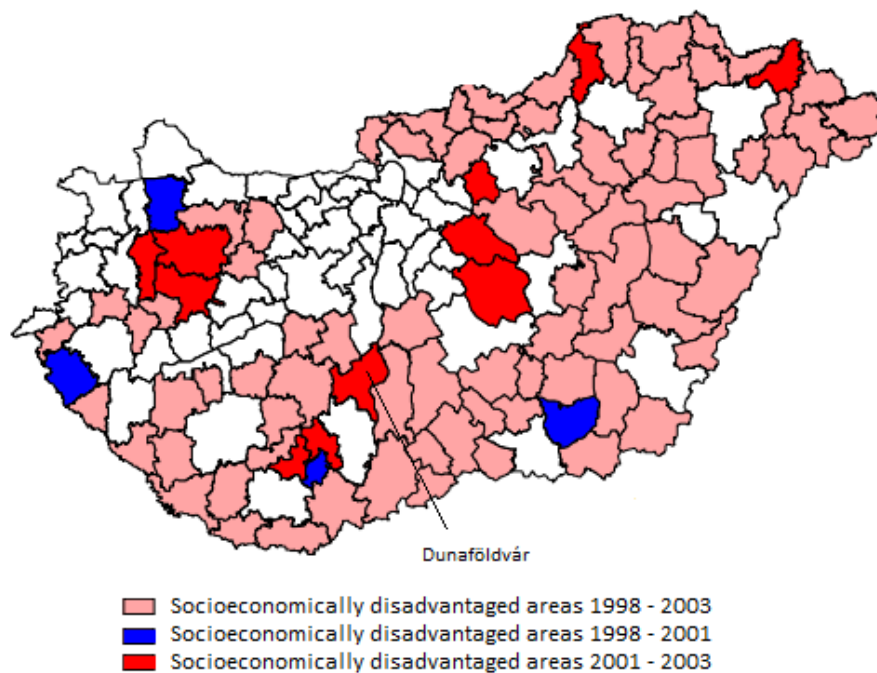 Dunaföldvár
Socioeconomically disadvantaged areas 1998 - 2003
Socioeconomically disadvantaged areas 1998 - 2001
Socioeconomically disadvantaged areas 2001 - 2003